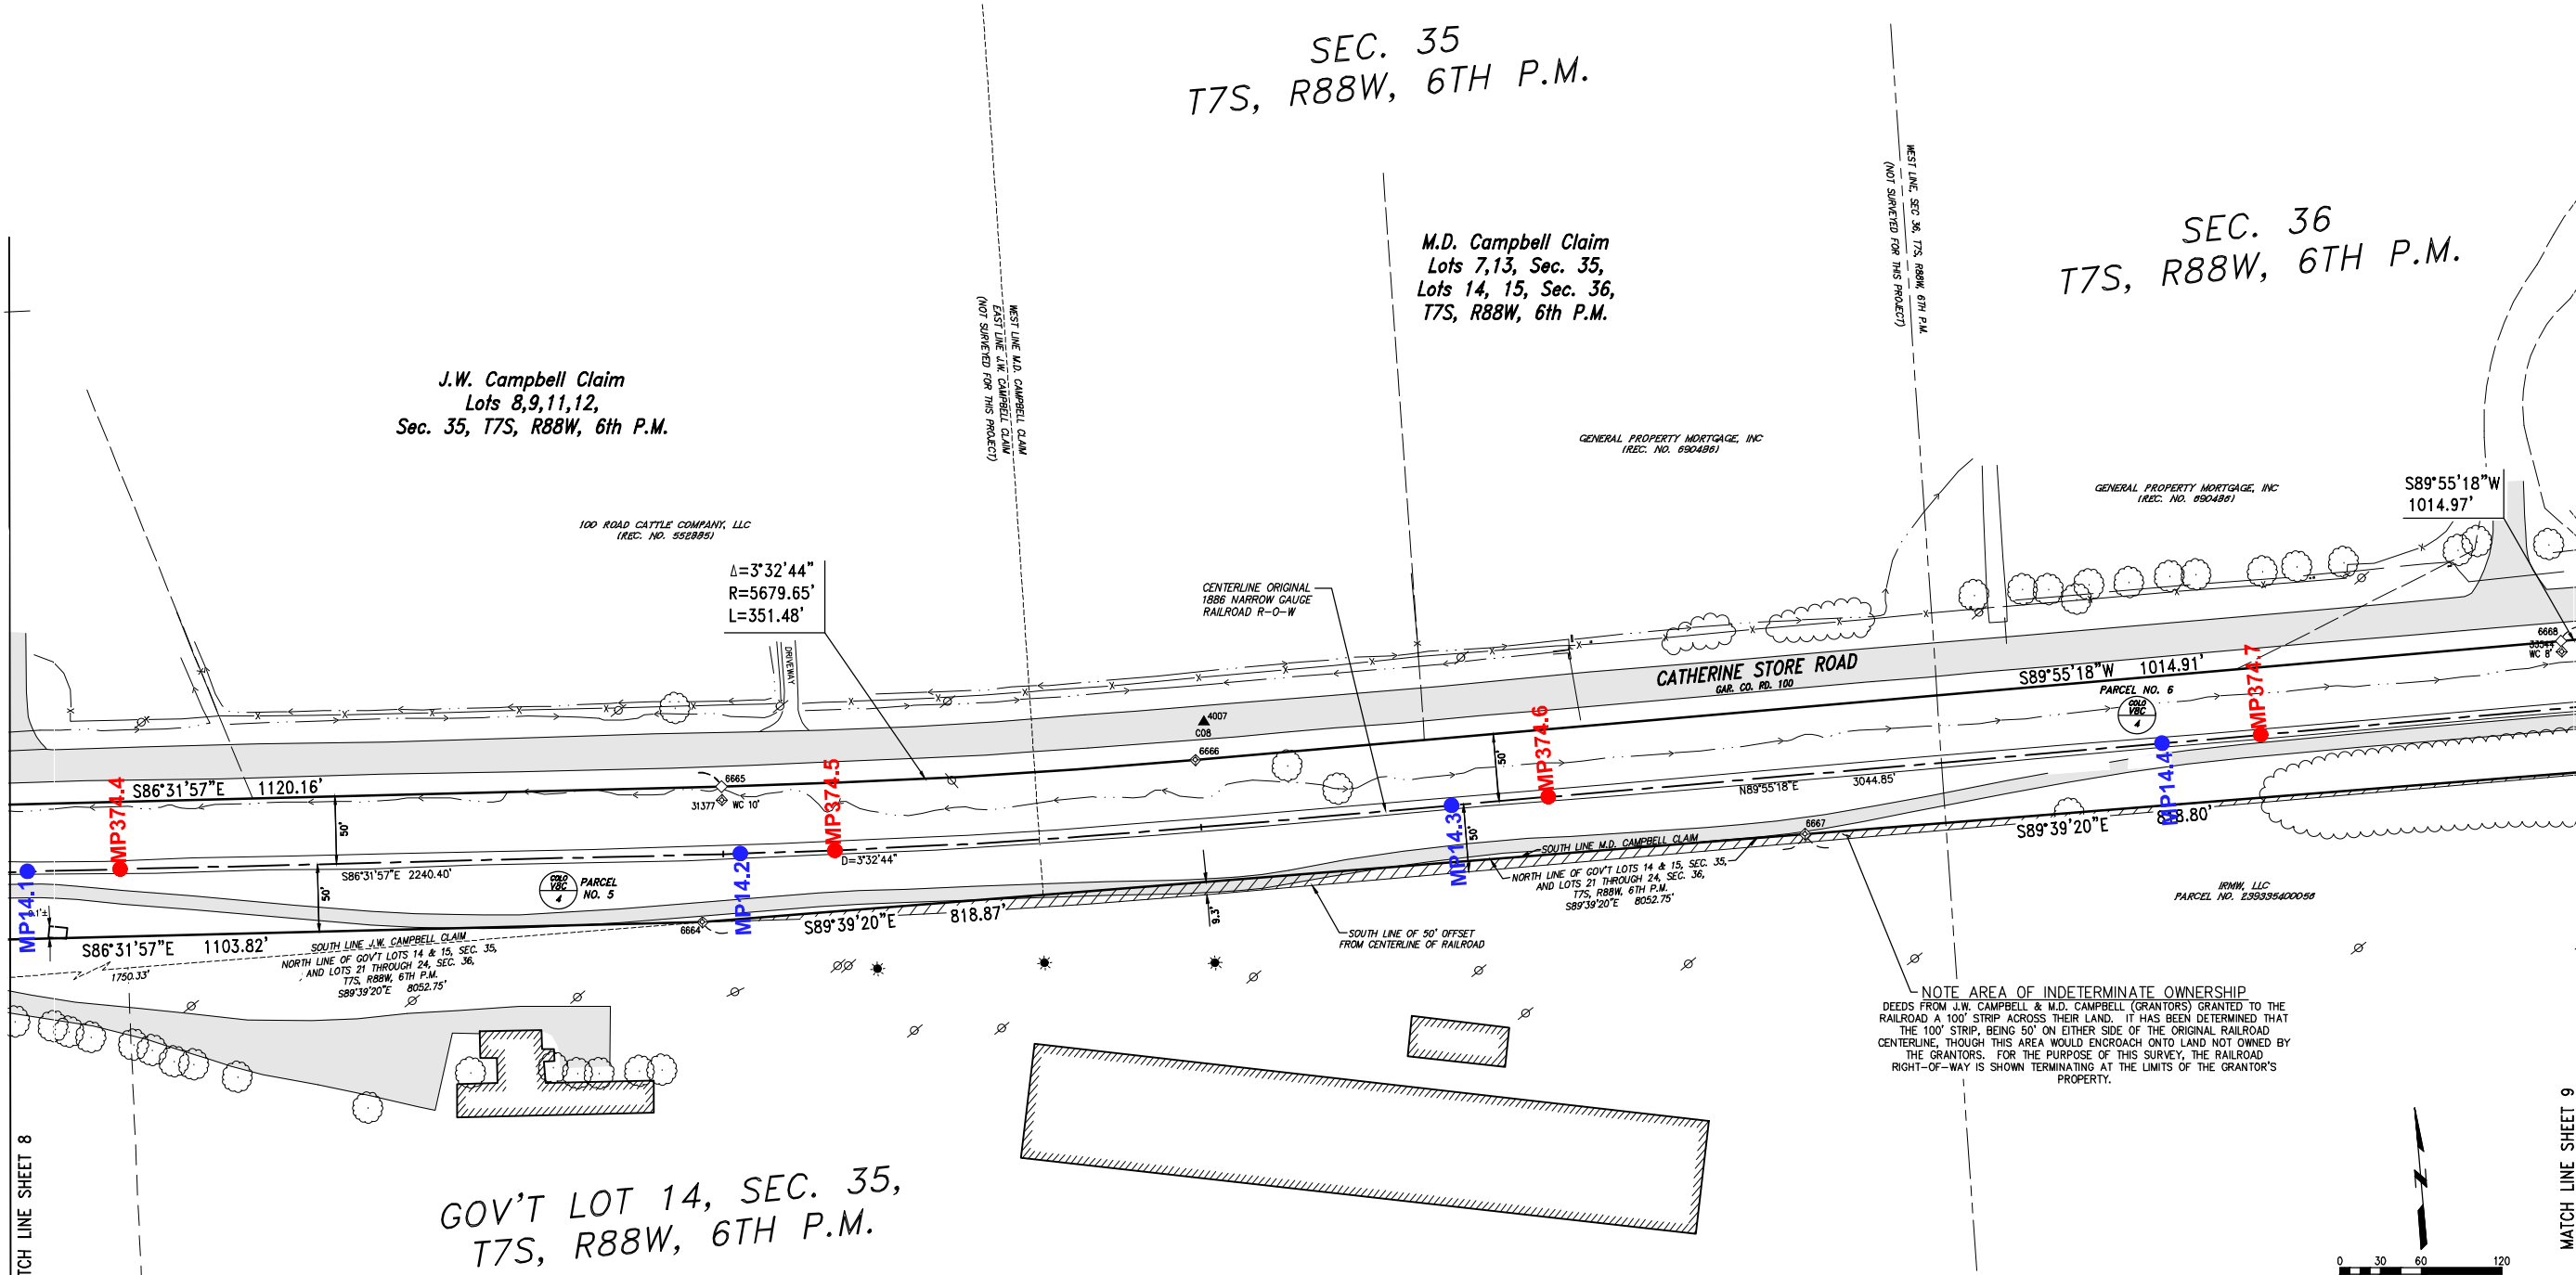 SEC. 35
T7S, R88W, 6TH P.M.
SEC. 36
T7S, R88W, 6TH P.M.
M.D. Campbell Claim
Lots 7,13, Sec. 35,
Lots 14, 15, Sec. 36,
T7S, R88W, 6th P.M.
J.W. Campbell Claim
Lots 8,9,11,12,
Sec. 35, T7S, R88W, 6th P.M.
WEST LINE M.D. CAMPBELL CLAIM
EAST LINE J.W. CAMPBELL CLAIM
(NOT SURVEYED FOR THIS PROJECT)
WEST LINE, SEC 36, T7S, R88W, 6TH P.M.
(NOT SURVEYED FOR THIS PROJECT)
GENERAL PROPERTY MORTGAGE, INC
(REC. NO. 690486)
GENERAL PROPERTY MORTGAGE, INC
(REC. NO. 690486)
S89°55'18"W
1014.97'
100 ROAD CATTLE COMPANY, LLC
(REC. NO. 552885)
Δ=3°32'44"
R=5679.65'
L=351.48'
DRIVEWAY
CENTERLINE ORIGINAL
1886 NARROW GAUGE
RAILROAD R-O-W
CATHERINE STORE ROAD
GAR. CO. RD. 100
4007
C08
6666
6665
31377 WC 10'
6668
WC 8'
S89°55'18"W 1014.91'
PARCEL NO. 6
COLO
V8C
4
S86°31'57"E 1120.16'
50'
50'
50'
50'
MP374.4
MP374.5
MP374.6
MP374.7
MP14.1
MP14.2
MP14.3
MP14.4
D=3°32'44"
N89°55'18"E 3044.85'
S86°31'57"E 2240.40'
COLO
V8C
4
PARCEL
NO. 5
6664
6667
9.3'
S86°31'57"E 1103.82'
1750.33'
SOUTH LINE J.W. CAMPBELL CLAIM
NORTH LINE OF GOV'T LOTS 14 & 15, SEC. 35,
AND LOTS 21 THROUGH 24, SEC. 36,
T7S, R88W, 6TH P.M.
S89°39'20"E 8052.75'
S89°39'20"E 818.87'
SOUTH LINE M.D. CAMPBELL CLAIM
NORTH LINE OF GOV'T LOTS 14 & 15, SEC. 35,
AND LOTS 21 THROUGH 24, SEC. 36,
T7S, R88W, 6TH P.M.
S89°39'20"E 8052.75'
S89°39'20"E
SOUTH LINE OF 50' OFFSET
FROM CENTERLINE OF RAILROAD
IRMW, LLC
PARCEL NO. 239335400056
NOTE AREA OF INDETERMINATE OWNERSHIP
DEEDS FROM J.W. CAMPBELL & M.D. CAMPBELL (GRANTORS) GRANTED TO THE
RAILROAD A 100' STRIP ACROSS THEIR LAND. IT HAS BEEN DETERMINED THAT
THE 100' STRIP, BEING 50' ON EITHER SIDE OF THE ORIGINAL RAILROAD
CENTERLINE, THOUGH THIS AREA WOULD ENCROACH ONTO LAND NOT OWNED BY
THE GRANTORS. FOR THE PURPOSE OF THIS SURVEY, THE RAILROAD
RIGHT-OF-WAY IS SHOWN TERMINATING AT THE LIMITS OF THE GRANTOR'S
PROPERTY.
GOV'T LOT 14, SEC. 35,
T7S, R88W, 6TH P.M.
TCH LINE SHEET 8
MATCH LINE SHEET 9
N
0 30 60 120